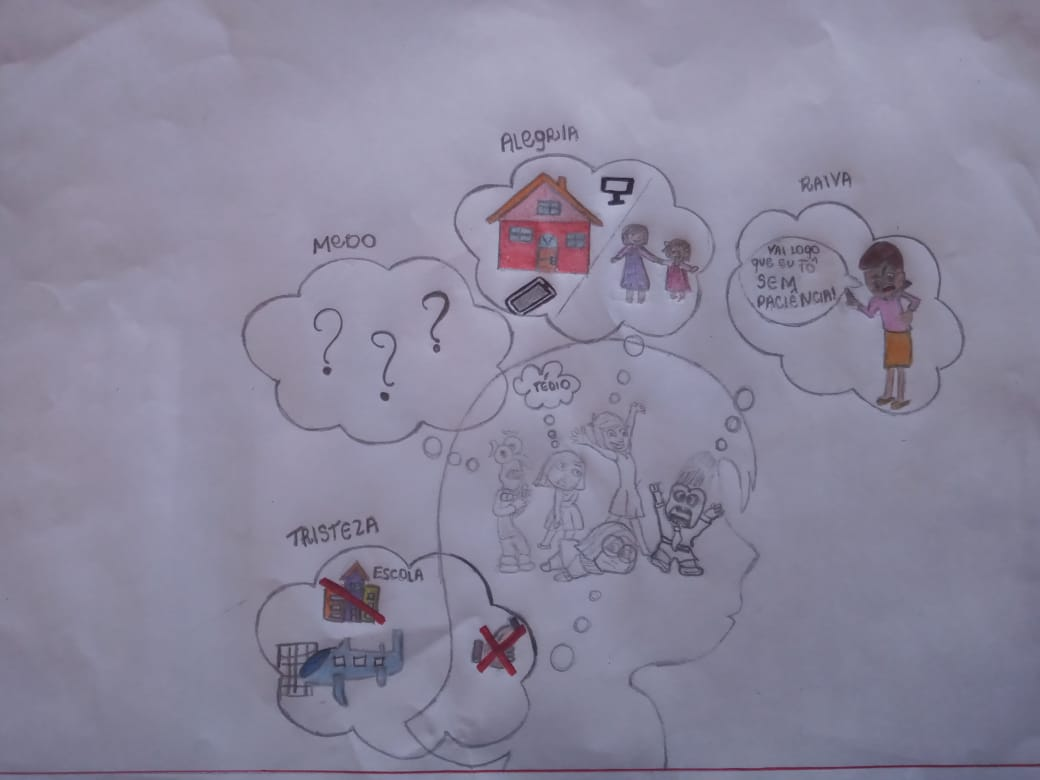 ALEGRIA
RAIVA
MEDO
VAI LOGO
QUE EU TÔ
SEM
PACIÊNCIA!
TÉDIO
TRISTEZA
ESCOLA
? ? ?